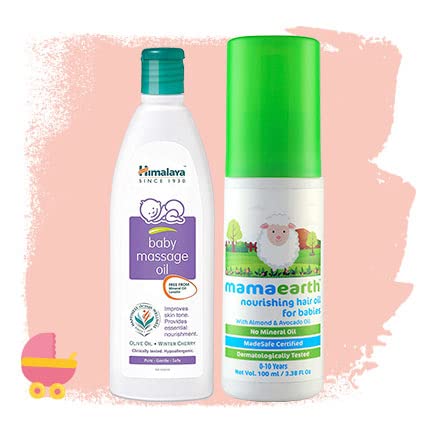 Himalaya
SINCE 1930
baby
massage
oil
FREE FROM
Mineral Oil
Lanolin
Improves
skin tone.
Provides
essential
nourishment.
OLIVE OIL • WINTER CHERRY
Clinically tested. Hypoallergenic.
Pure • Gentle • Safe
mamaearth
nourishing hair oil
for babies
With Almond & Avocado Oil
No Mineral Oil
MadeSafe Certified
Dermatologically Tested
0-10 Years
Net Vol. 100 ml / 3.38 Fl Oz